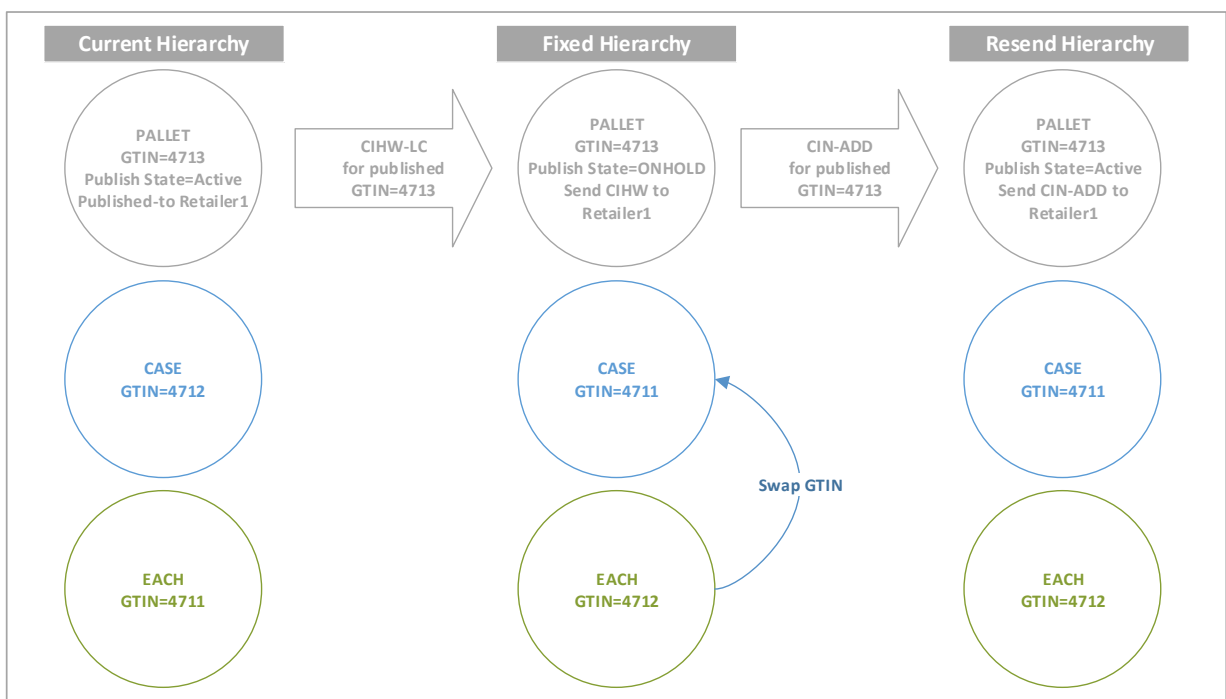 Current Hierarchy
Fixed Hierarchy
Resend Hierarchy
PALLET
GTIN=4713
Publish State=Active
Published-to Retailer1
CIHW-LC
for published
GTIN=4713
PALLET
GTIN=4713
Publish State=ONHOLD
Send CIHW to
Retailer1
CIN-ADD
for published
GTIN=4713
PALLET
GTIN=4713
Publish State=Active
Send CIN-ADD to
Retailer1
CASE
GTIN=4712
CASE
GTIN=4711
CASE
GTIN=4711
Swap GTIN
EACH
GTIN=4711
EACH
GTIN=4712
EACH
GTIN=4712